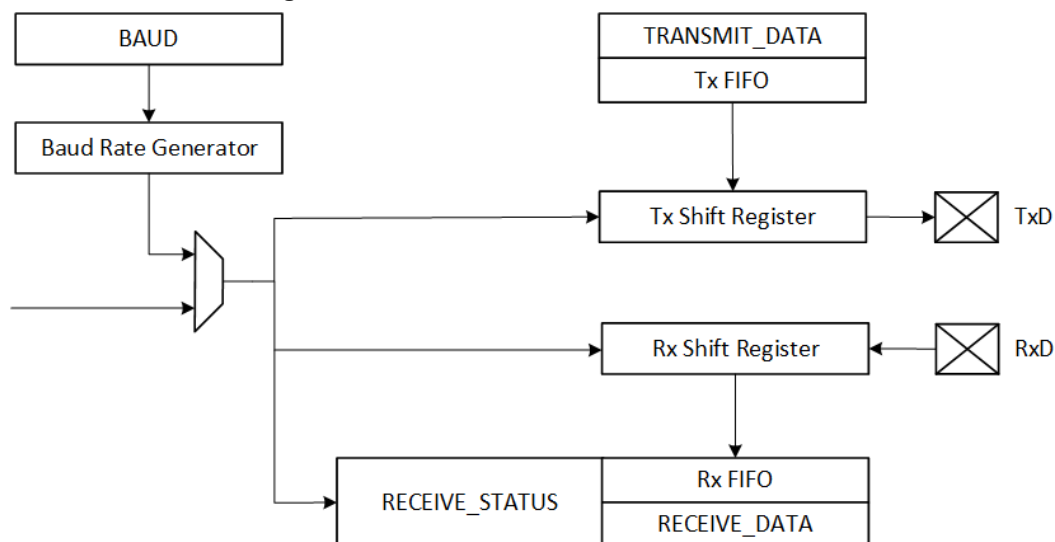 BAUD
TRANSMIT_DATA
Tx FIFO
Baud Rate Generator
Tx Shift Register
TxD
Rx Shift Register
RxD
RECEIVE_STATUS
Rx FIFO
RECEIVE_DATA